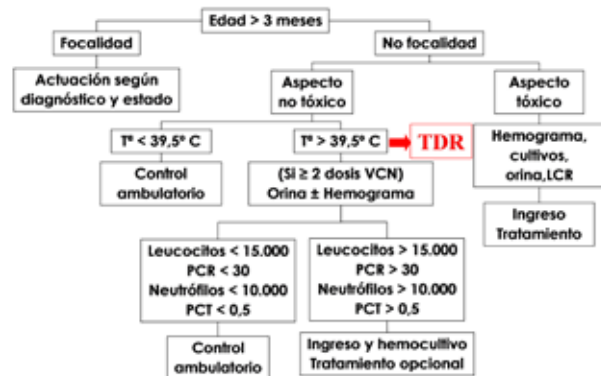 Edad > 3 meses
Focalidad
No focalidad
Actuación según
diagnóstico y estado
Aspecto
no tóxico
Aspecto
tóxico
Tª < 39,5º C
Tª > 39,5º C
TDR
Hemograma,
cultivos,
orina,LCR
Control
ambulatorio
(Si ≥ 2 dosis VCN)
Orina ± Hemograma
Ingreso
Tratamiento
Leucocitos < 15.000
PCR < 30
Neutrófilos < 10.000
PCT < 0,5
Leucocitos > 15.000
PCR > 30
Neutrófilos > 10.000
PCT > 0,5
Control
ambulatorio
Ingreso y hemocultivo
Tratamiento opcional